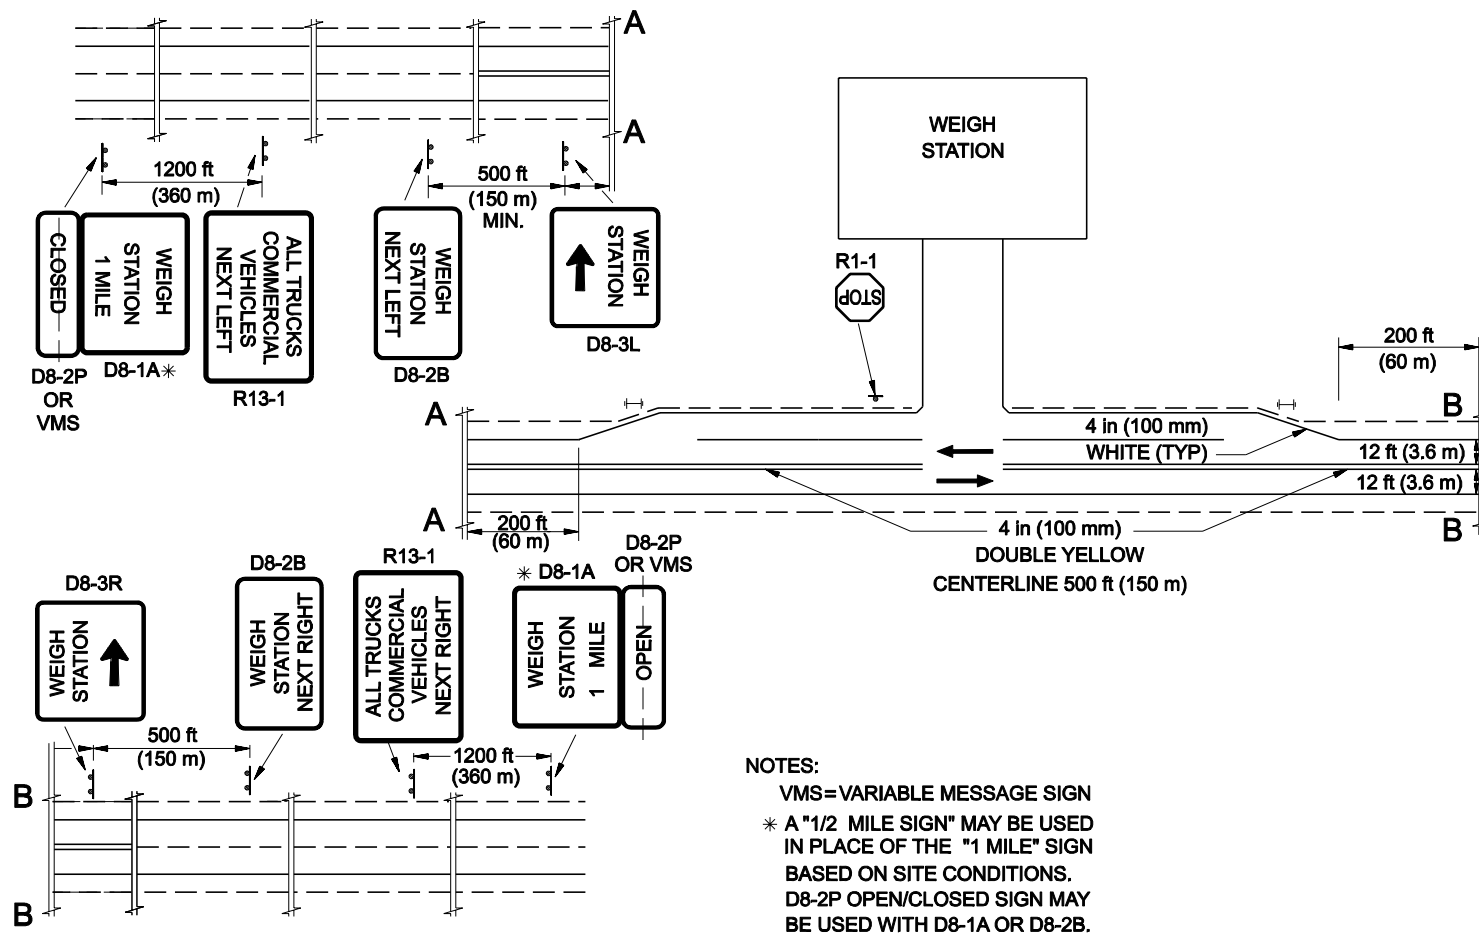 A
A
1200 ft
(360 m)
500 ft
(150 m)
MIN.
CLOSED
WEIGH
STATION
1 MILE
ALL TRUCKS
COMMERCIAL
VEHICLES
NEXT LEFT
WEIGH
STATION
NEXT LEFT
WEIGH
STATION
D8-2P
OR
VMS
D8-1A*
R13-1
D8-2B
D8-3L
WEIGH
STATION
R1-1
STOP
200 ft
(60 m)
A
B
4 in (100 mm)
WHITE (TYP)
12 ft (3.6 m)
12 ft (3.6 m)
A
B
200 ft
(60 m)
4 in (100 mm)
DOUBLE YELLOW
CENTERLINE 500 ft (150 m)
D8-3R
D8-2B
R13-1
* D8-1A
D8-2P
OR VMS
WEIGH
STATION
WEIGH
STATION
NEXT RIGHT
ALL TRUCKS
COMMERCIAL
VEHICLES
NEXT RIGHT
WEIGH
STATION
1 MILE
OPEN
500 ft
(150 m)
1200 ft
(360 m)
B
B
NOTES:
VMS=VARIABLE MESSAGE SIGN
* A "1/2 MILE SIGN" MAY BE USED
IN PLACE OF THE "1 MILE" SIGN
BASED ON SITE CONDITIONS.
D8-2P OPEN/CLOSED SIGN MAY
BE USED WITH D8-1A OR D8-2B.